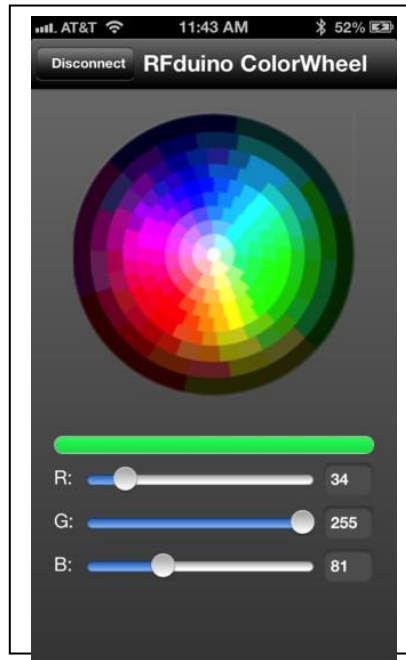 AT&T 11:43 AM 52%
Disconnect RFduino ColorWheel
R: 34
G: 255
B: 81